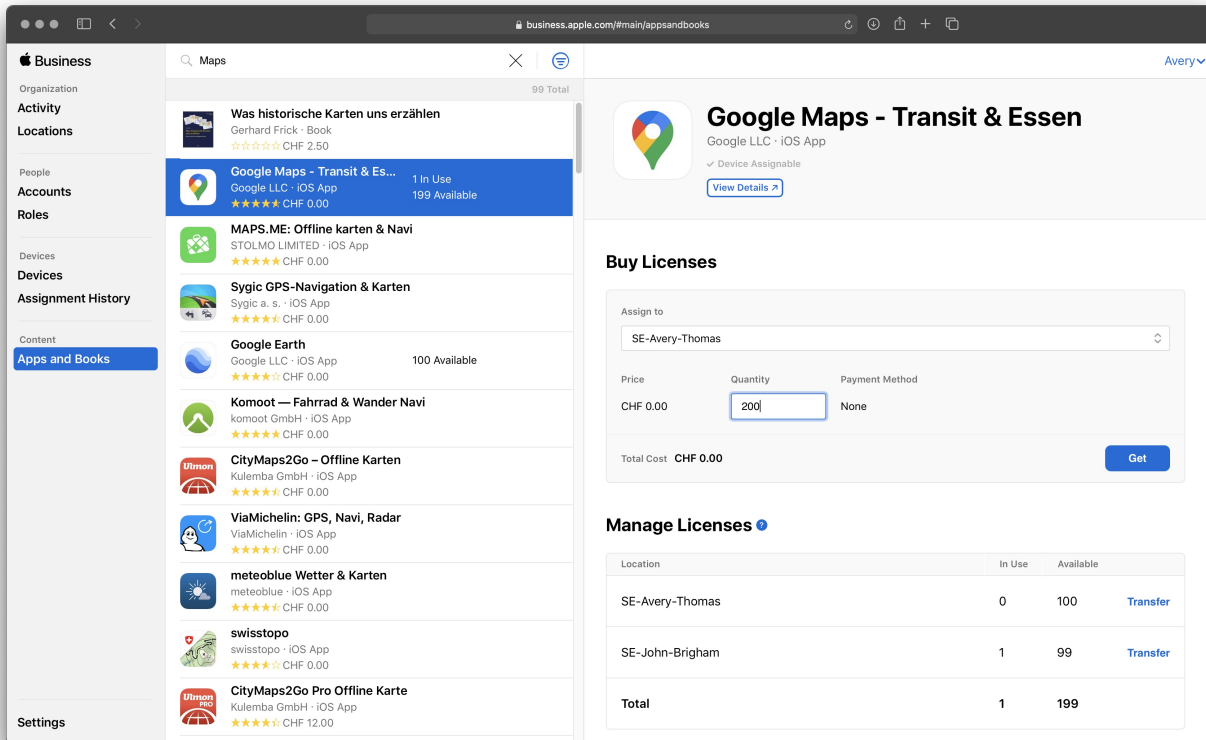 business.apple.com/#main/appsandbooks
Business
Organization
Activity
Locations
People
Accounts
Roles
Devices
Devices
Assignment History
Content
Apps and Books
Settings
Maps
99 Total
Was historische Karten uns erzählen
Gerhard Frick · Book
☆☆☆☆☆ CHF 2.50
Google Maps - Transit & Es...
Google LLC · iOS App
CHF 0.00
1 In Use
199 Available
MAPS.ME: Offline karten & Navi
STOLMO LIMITED · iOS App
CHF 0.00
Sygic GPS-Navigation & Karten
Sygic a. s. · iOS App
CHF 0.00
Google Earth
Google LLC · iOS App
CHF 0.00
100 Available
Komoot — Fahrrad & Wander Navi
komoot GmbH · iOS App
CHF 0.00
CityMaps2Go – Offline Karten
Kulemba GmbH · iOS App
CHF 0.00
ViaMichelin: GPS, Navi, Radar
ViaMichelin · iOS App
CHF 0.00
meteoblue Wetter & Karten
meteoblue · iOS App
CHF 0.00
swisstopo
swisstopo · iOS App
CHF 0.00
CityMaps2Go Pro Offline Karte
Kulemba GmbH · iOS App
CHF 12.00
Ulmon
Ulmon
PRO
Avery
Google Maps - Transit & Essen
Google LLC · iOS App
Device Assignable
View Details ↗
Buy Licenses
Assign to
SE-Avery-Thomas
Price Quantity Payment Method
CHF 0.00 200 None
Total Cost CHF 0.00
Get
Manage Licenses ?
Location In Use Available
SE-Avery-Thomas 0 100 Transfer
SE-John-Brigham 1 99 Transfer
Total 1 199